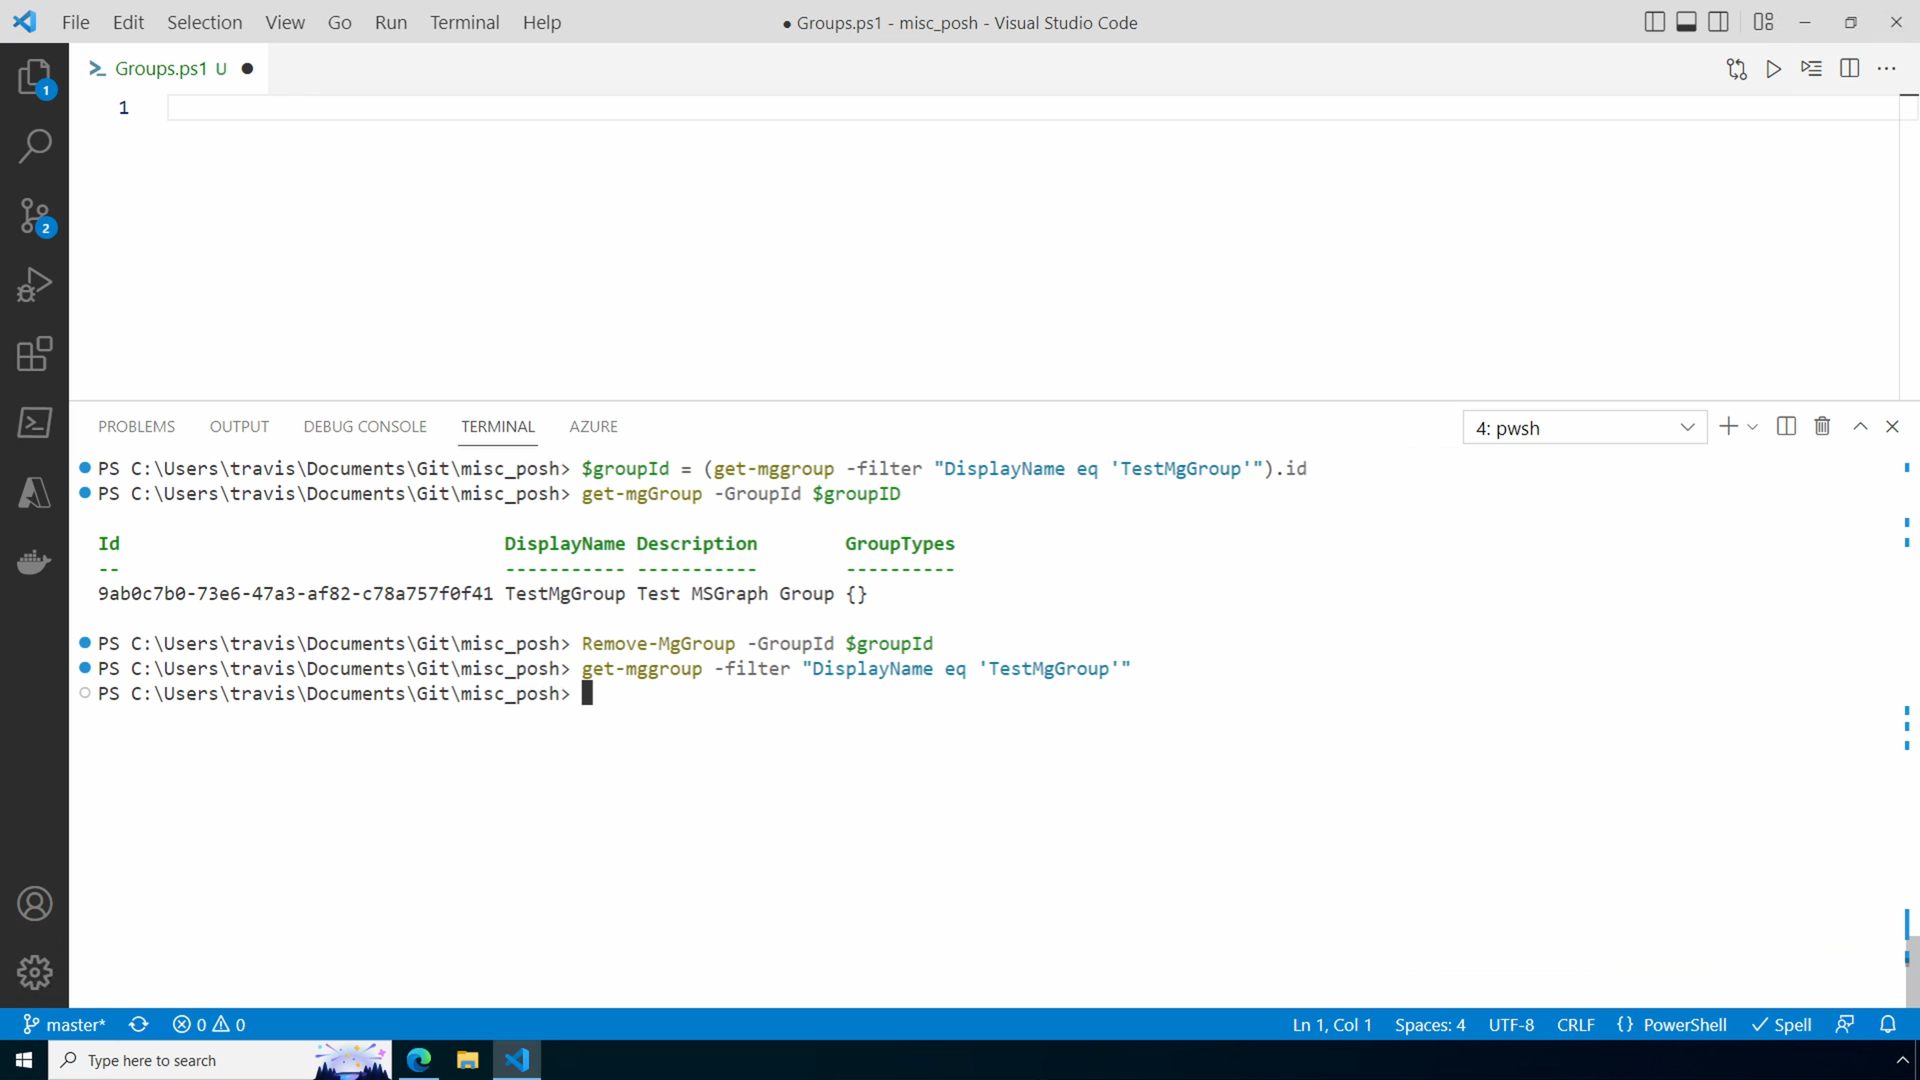 File Edit Selection View Go Run Terminal Help
● Groups.ps1 - misc_posh - Visual Studio Code
Groups.ps1 U ●
1
1
2
PROBLEMS OUTPUT DEBUG CONSOLE TERMINAL AZURE
4: pwsh
PS C:\Users\travis\Documents\Git\misc_posh> $groupId = (get-mggroup -filter "DisplayName eq 'TestMgGroup'").id
PS C:\Users\travis\Documents\Git\misc_posh> get-mgGroup -GroupId $groupID
Id DisplayName Description GroupTypes
-- ----------- ----------- ----------
9ab0c7b0-73e6-47a3-af82-c78a757f0f41 TestMgGroup Test MSGraph Group {}
PS C:\Users\travis\Documents\Git\misc_posh> Remove-MgGroup -GroupId $groupId
PS C:\Users\travis\Documents\Git\misc_posh> get-mggroup -filter "DisplayName eq 'TestMgGroup'"
PS C:\Users\travis\Documents\Git\misc_posh>
master* 0 0
Ln 1, Col 1 Spaces: 4 UTF-8 CRLF {} PowerShell Spell
Type here to search